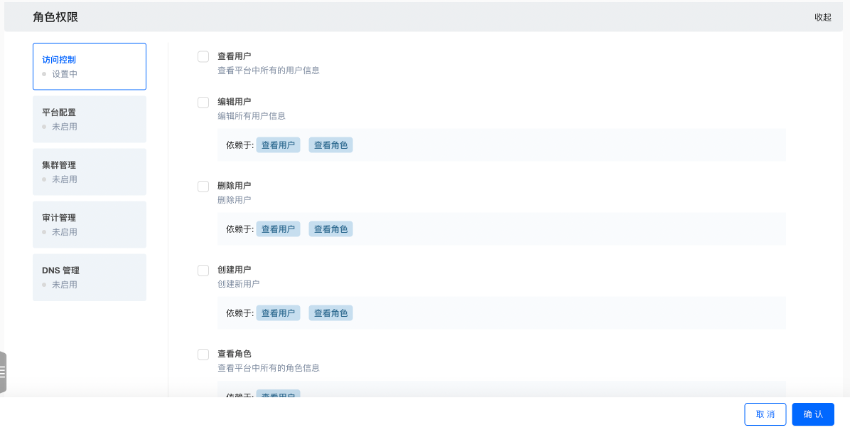 角色权限
收起
访问控制
设置中
平台配置
未启用
集群管理
未启用
审计管理
未启用
DNS 管理
未启用
查看用户
查看平台中所有的用户信息
编辑用户
编辑所有用户信息
依赖于: 查看用户 查看角色
删除用户
删除用户
依赖于: 查看用户 查看角色
创建用户
创建新用户
依赖于: 查看用户 查看角色
查看角色
查看平台中所有的角色信息
依赖于: 查看用户
取消
确认